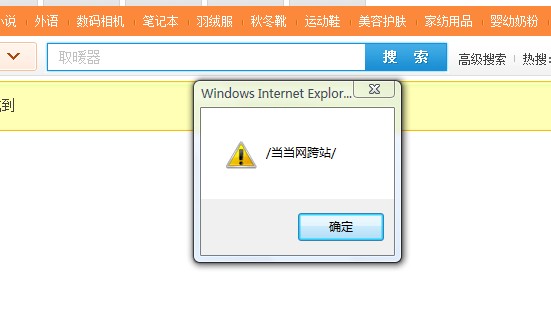 小说 外语 数码相机 笔记本 羽绒服 秋冬靴 运动鞋 美容护肤 家纺用品 婴幼奶粉
取暖器
搜 索
高级搜索 热搜:
到
Windows Internet Explor...
/当当网跨站/
确定